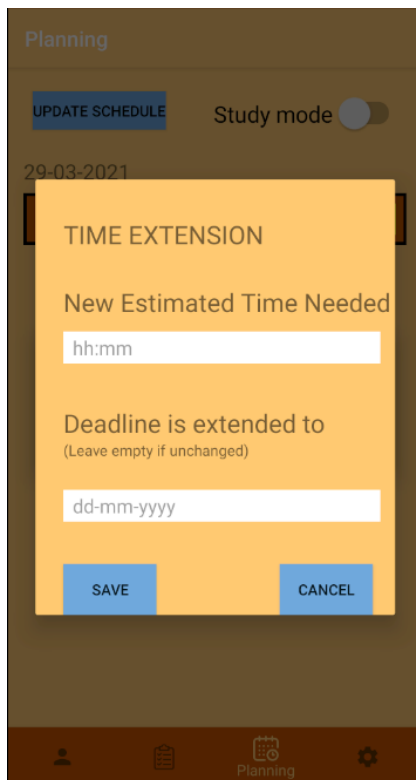 Planning
UPDATE SCHEDULE
Study mode
29-03-2021
TIME EXTENSION
New Estimated Time Needed
hh:mm
Deadline is extended to
(Leave empty if unchanged)
dd-mm-yyyy
SAVE
CANCEL
Planning